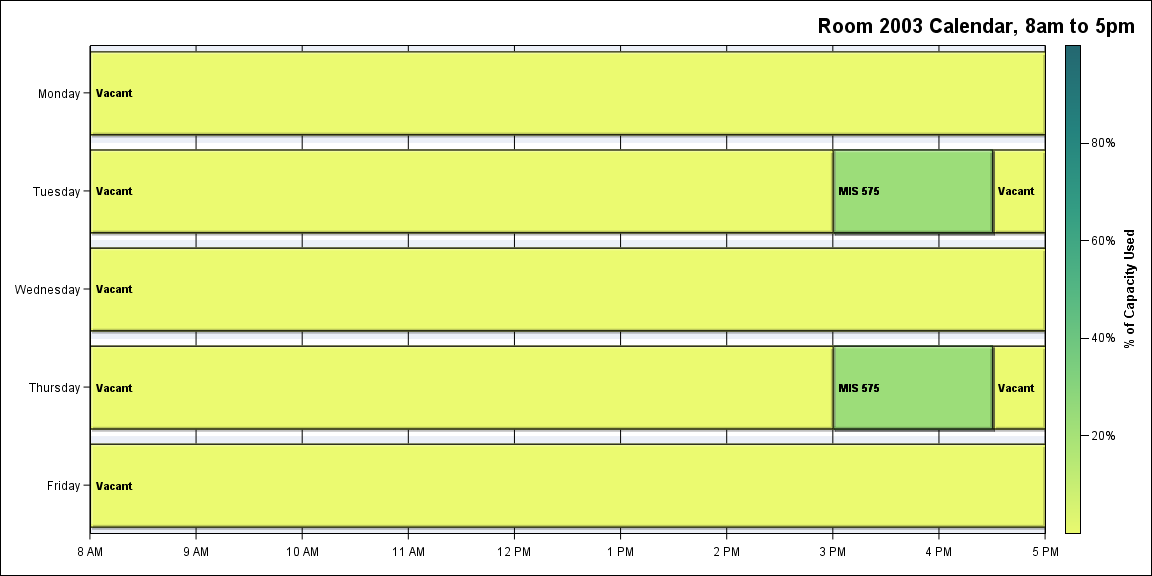 Room 2003 Calendar, 8am to 5pm
Monday
Vacant
Tuesday
Vacant
MIS 575
Vacant
Wednesday
Vacant
Thursday
Vacant
MIS 575
Vacant
Friday
Vacant
8 AM
9 AM
10 AM
11 AM
12 PM
1 PM
2 PM
3 PM
4 PM
5 PM
80%
60%
40%
20%
% of Capacity Used